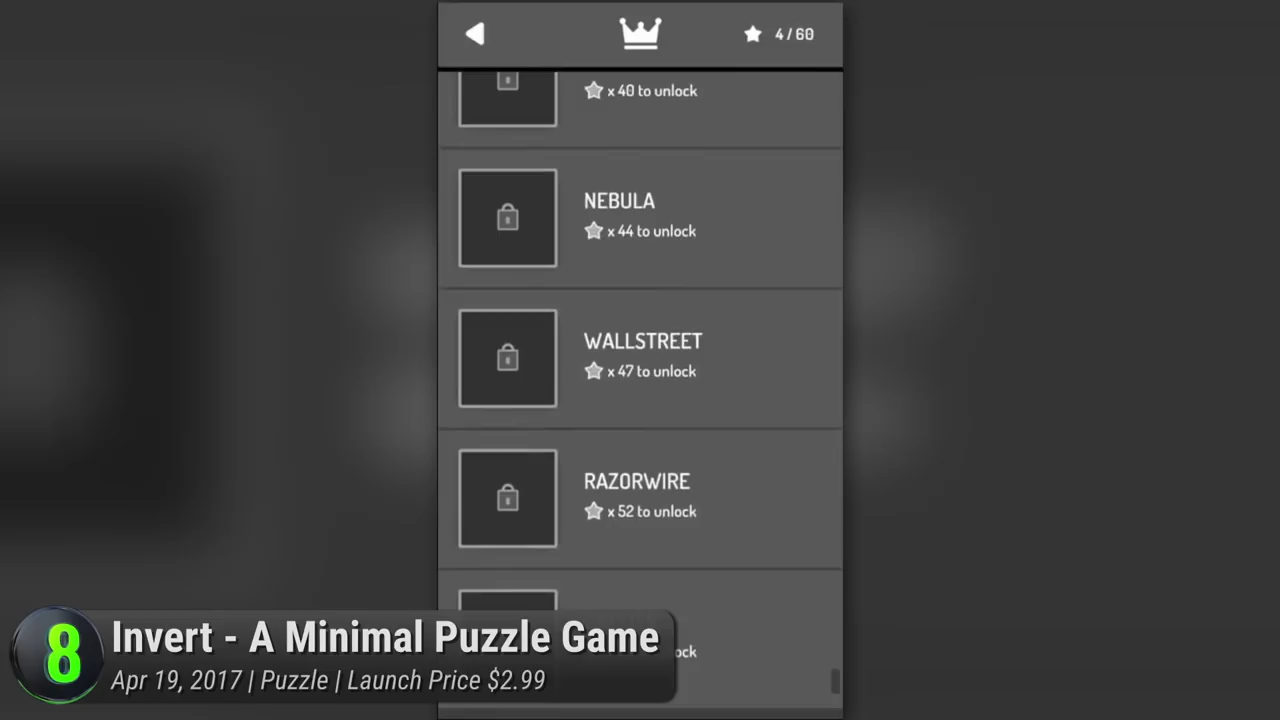 4 / 60
x 40 to unlock
NEBULA
x 44 to unlock
WALLSTREET
x 47 to unlock
RAZORWIRE
x 52 to unlock
8
Invert - A Minimal Puzzle Game
Apr 19, 2017 | Puzzle | Launch Price $2.99